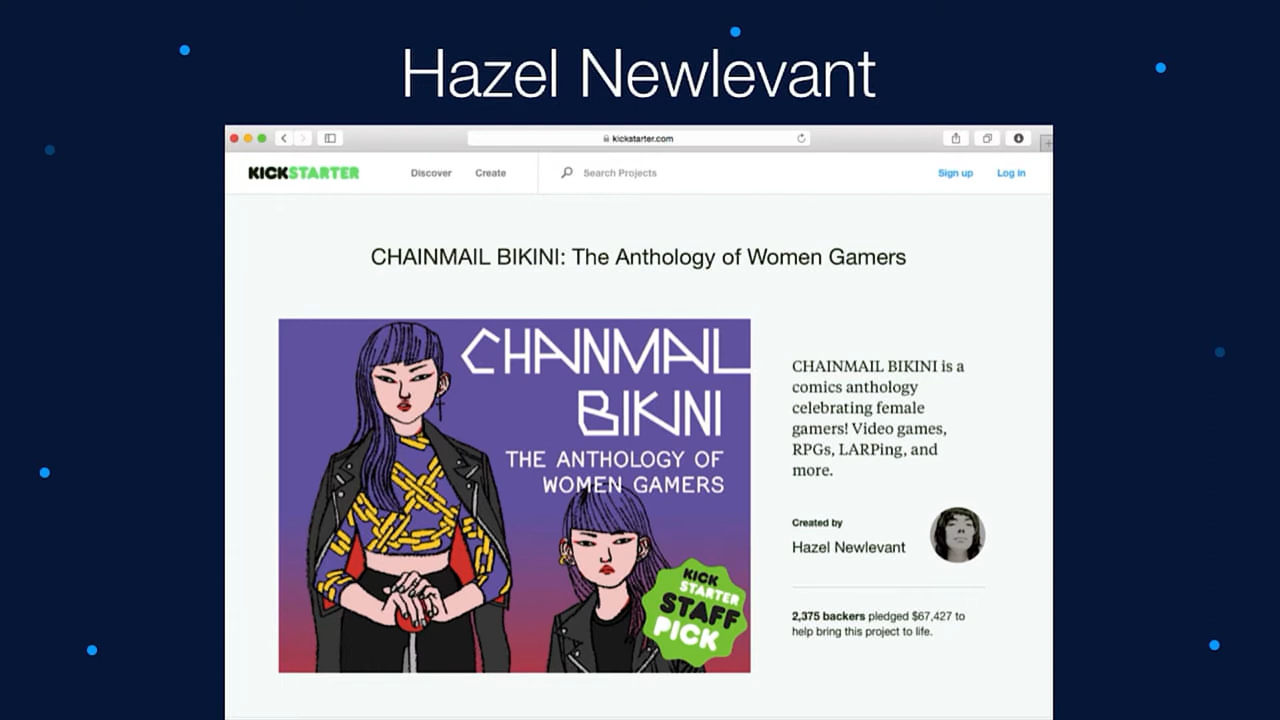 Hazel Newlevant
kickstarter.com
KICKSTARTER
Discover
Create
Search Projects
Sign up
Log in
CHAINMAIL BIKINI: The Anthology of Women Gamers
CHAINMAIL
BIKINI
THE ANTHOLOGY OF
WOMEN GAMERS
KICK
STARTER
STAFF
PICK
CHAINMAIL BIKINI is a
comics anthology
celebrating female
gamers! Video games,
RPGs, LARPing, and
more.
Created by
Hazel Newlevant
2,375 backers pledged $67,427 to
help bring this project to life.